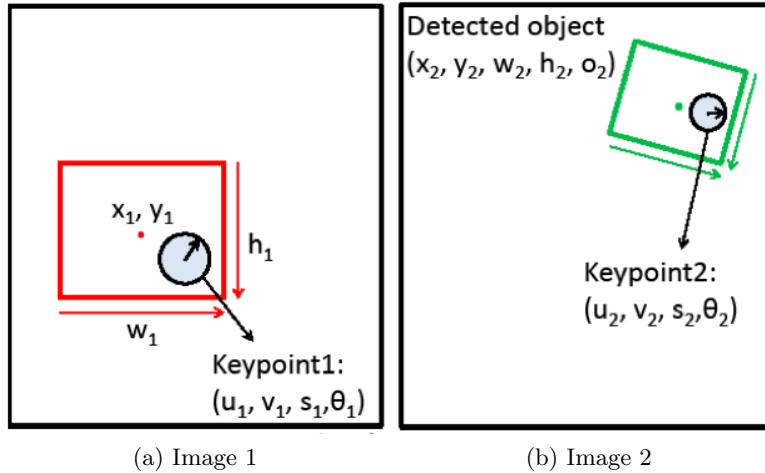 x₁, y₁
h₁
w₁
Keypoint1:
(u₁, v₁, s₁,θ₁)
(a) Image 1
Detected object
(x₂, y₂, w₂, h₂, o₂)
Keypoint2:
(u₂, v₂, s₂,θ₂)
(b) Image 2